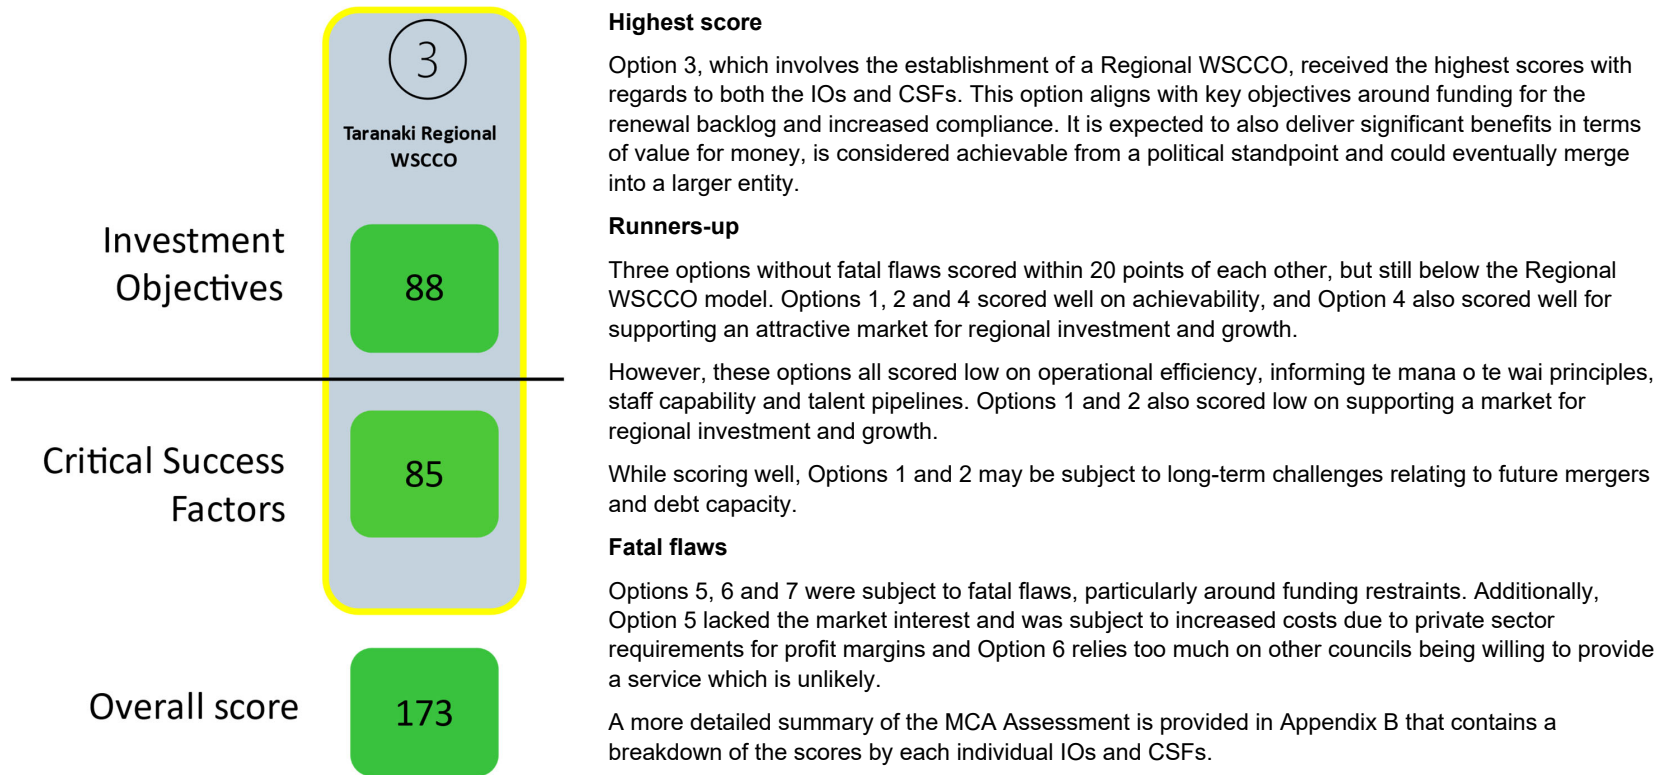 3
Taranaki Regional
WSCCO
Investment
Objectives
88
Critical Success
Factors
85
Overall score
173
Highest score
Option 3, which involves the establishment of a Regional WSCCO, received the highest scores with
regards to both the IOs and CSFs. This option aligns with key objectives around funding for the
renewal backlog and increased compliance. It is expected to also deliver significant benefits in terms
of value for money, is considered achievable from a political standpoint and could eventually merge
into a larger entity.
Runners-up
Three options without fatal flaws scored within 20 points of each other, but still below the Regional
WSCCO model. Options 1, 2 and 4 scored well on achievability, and Option 4 also scored well for
supporting an attractive market for regional investment and growth.
However, these options all scored low on operational efficiency, informing te mana o te wai principles,
staff capability and talent pipelines. Options 1 and 2 also scored low on supporting a market for
regional investment and growth.
While scoring well, Options 1 and 2 may be subject to long-term challenges relating to future mergers
and debt capacity.
Fatal flaws
Options 5, 6 and 7 were subject to fatal flaws, particularly around funding restraints. Additionally,
Option 5 lacked the market interest and was subject to increased costs due to private sector
requirements for profit margins and Option 6 relies too much on other councils being willing to provide
a service which is unlikely.
A more detailed summary of the MCA Assessment is provided in Appendix B that contains a
breakdown of the scores by each individual IOs and CSFs.